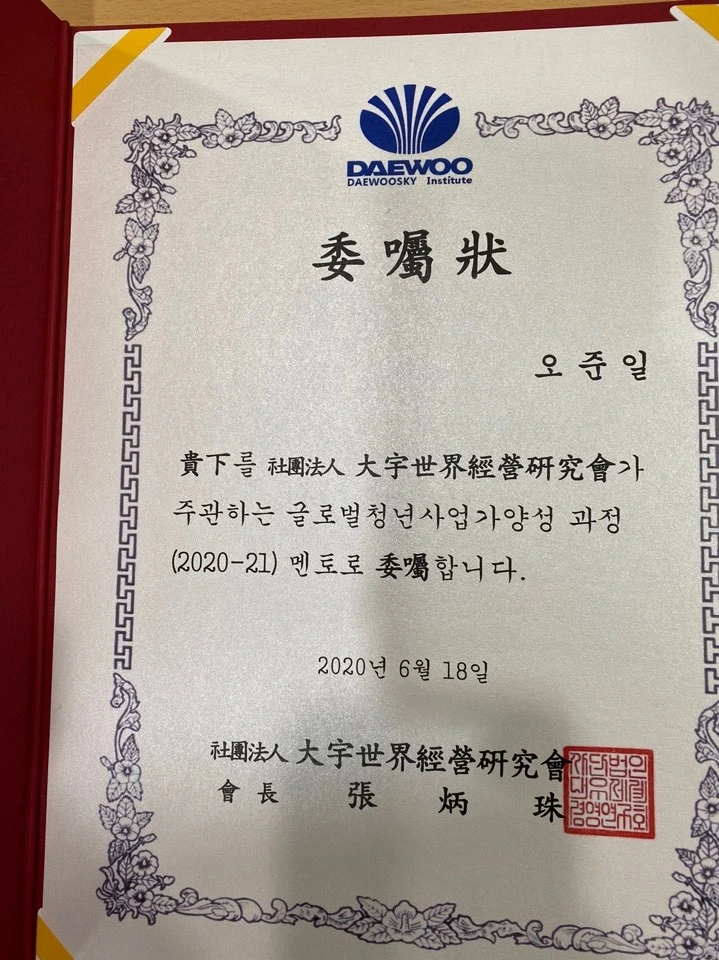 DAEWOO
DAEWOOSKY Institute
委囑狀
오준일
貴下를 社團法人 大宇世界經營硏究會가
주관하는 글로벌청년사업가양성 과정
(2020-21) 멘토로 委囑합니다.
2020년 6월 18일
社團法人 大宇世界經營硏究會
會長 張炳珠